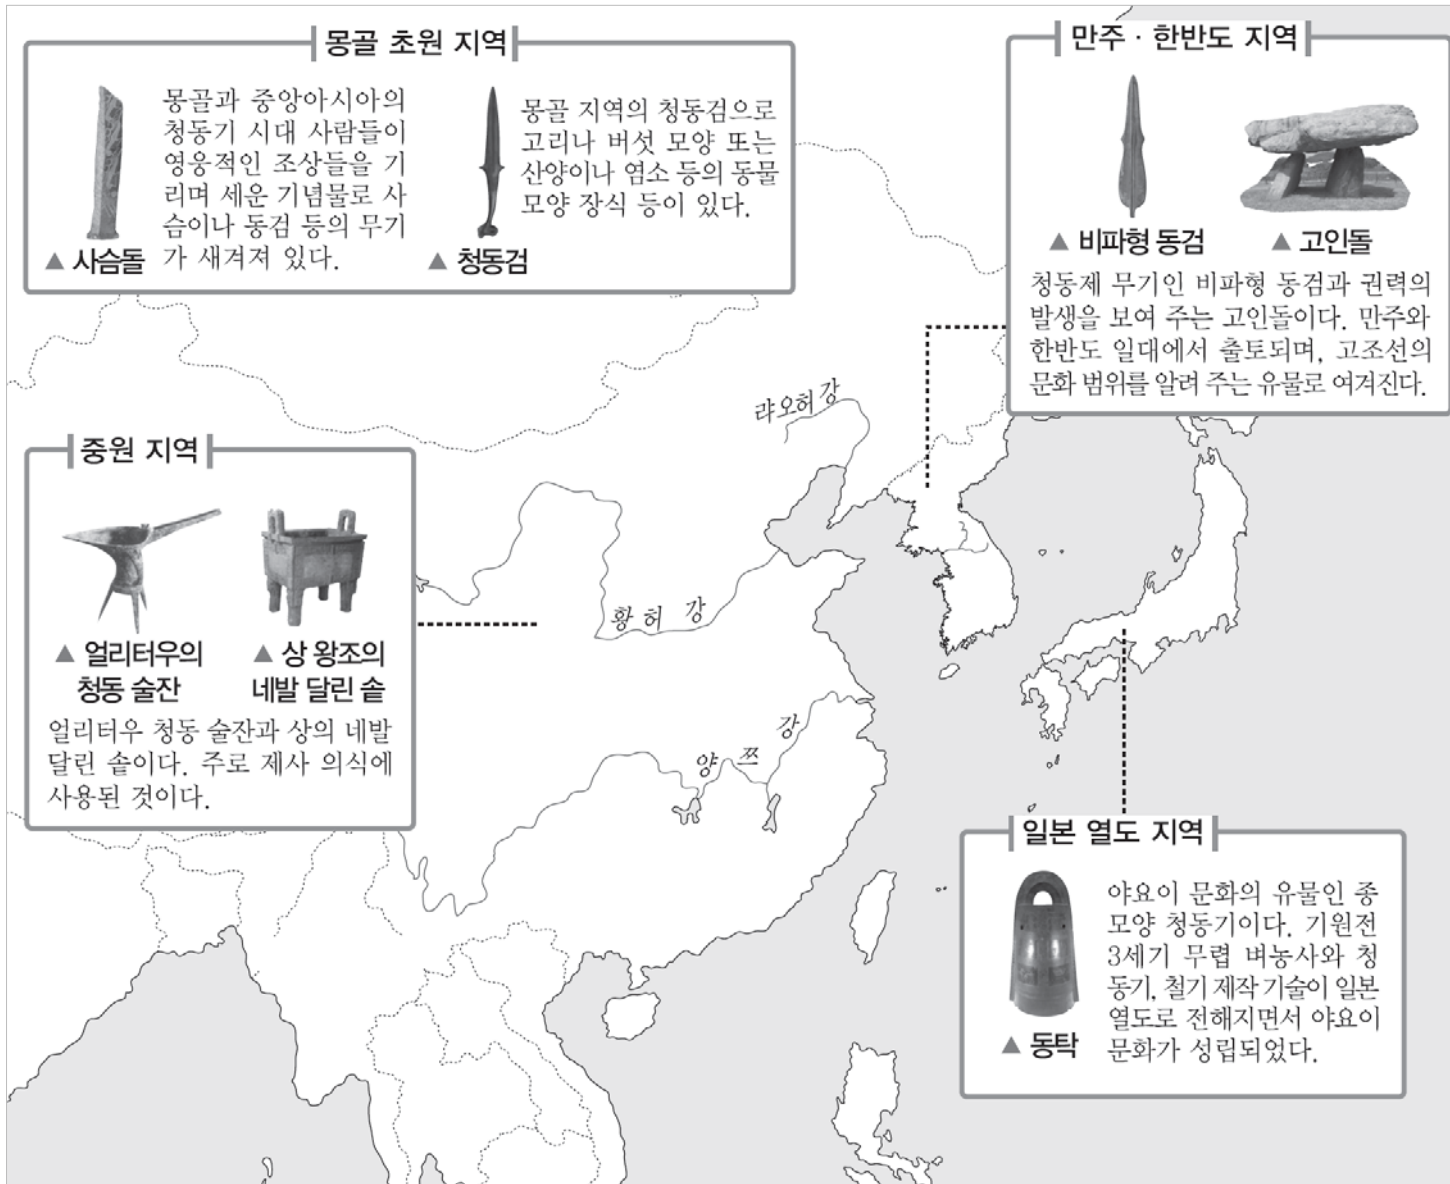 몽골 초원 지역
몽골과 중앙아시아의
청동기 시대 사람들이
영웅적인 조상들을 기
리며 세운 기념물로 사
슴이나 동검 등의 무기
가 새겨져 있다.
▲ 사슴돌
몽골 지역의 청동검으로
고리나 버섯 모양 또는
산양이나 염소 등의 동물
모양 장식 등이 있다.
▲ 청동검
만주 · 한반도 지역
▲ 비파형 동검
▲ 고인돌
청동제 무기인 비파형 동검과 권력의
발생을 보여 주는 고인돌이다. 만주와
한반도 일대에서 출토되며, 고조선의
문화 범위를 알려 주는 유물로 여겨진다.
랴오허강
중원 지역
▲ 얼리터우의
청동 술잔
▲ 상 왕조의
네발 달린 솥
얼리터우 청동 술잔과 상의 네발
달린 솥이다. 주로 제사 의식에
사용된 것이다.
황허 강
양쯔강
일본 열도 지역
야요이 문화의 유물인 종
모양 청동기이다. 기원전
3세기 무렵 벼농사와 청
동기, 철기 제작 기술이 일본
열도로 전해지면서 야요이
문화가 성립되었다.
▲ 동탁